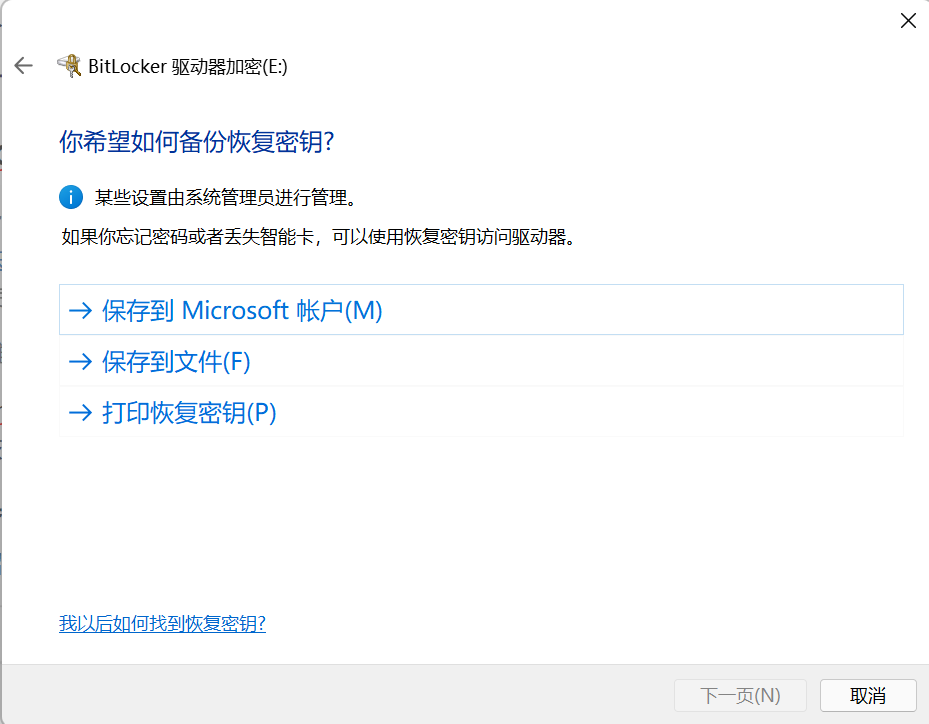 BitLocker 驱动器加密(E:)
你希望如何备份恢复密钥?
某些设置由系统管理员进行管理。
如果你忘记密码或者丢失智能卡，可以使用恢复密钥访问驱动器。
保存到 Microsoft 帐户(M)
保存到文件(F)
打印恢复密钥(P)
我以后如何找到恢复密钥?
下一页(N)
取消